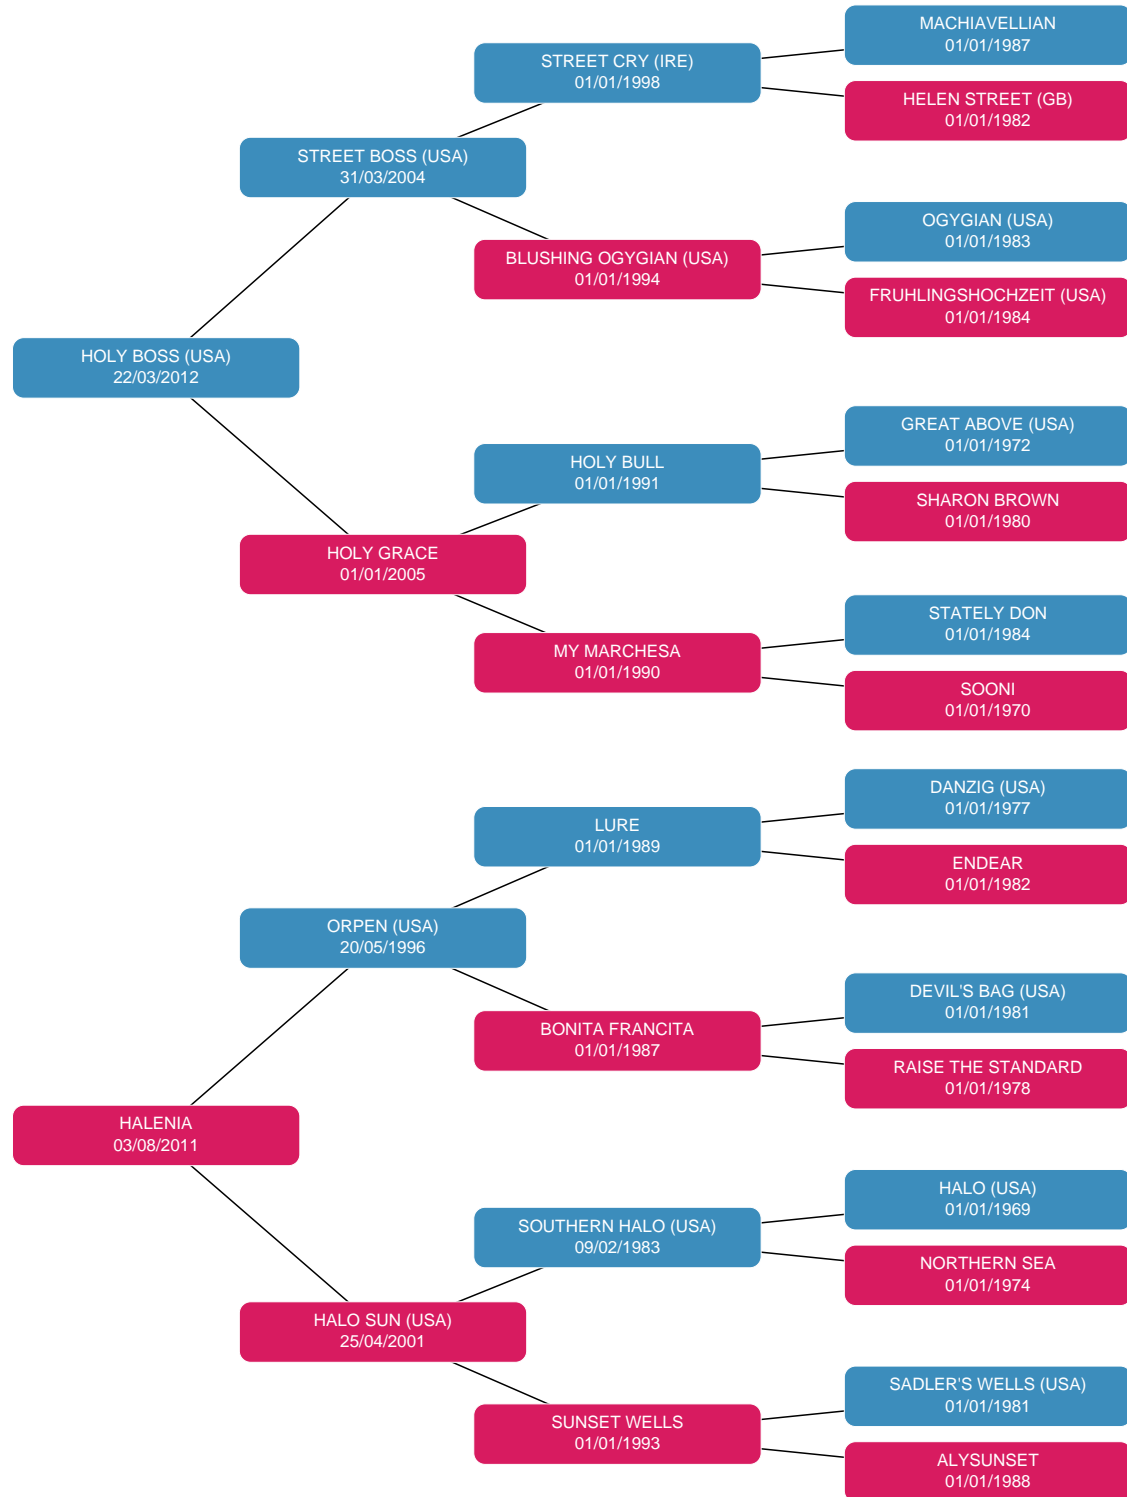 MACHIAVELLIAN
01/01/1987
STREET CRY (IRE)
01/01/1998
HELEN STREET (GB)
01/01/1982
STREET BOSS (USA)
31/03/2004
OGYGIAN (USA)
01/01/1983
BLUSHING OGYGIAN (USA)
01/01/1994
FRUHLINGSHOCHZEIT (USA)
01/01/1984
HOLY BOSS (USA)
22/03/2012
GREAT ABOVE (USA)
01/01/1972
HOLY BULL
01/01/1991
SHARON BROWN
01/01/1980
HOLY GRACE
01/01/2005
STATELY DON
01/01/1984
MY MARCHESA
01/01/1990
SOONI
01/01/1970
DANZIG (USA)
01/01/1977
LURE
01/01/1989
ENDEAR
01/01/1982
ORPEN (USA)
20/05/1996
DEVIL'S BAG (USA)
01/01/1981
BONITA FRANCITA
01/01/1987
RAISE THE STANDARD
01/01/1978
HALENIA
03/08/2011
HALO (USA)
01/01/1969
SOUTHERN HALO (USA)
09/02/1983
NORTHERN SEA
01/01/1974
HALO SUN (USA)
25/04/2001
SADLER'S WELLS (USA)
01/01/1981
SUNSET WELLS
01/01/1993
ALYSUNSET
01/01/1988